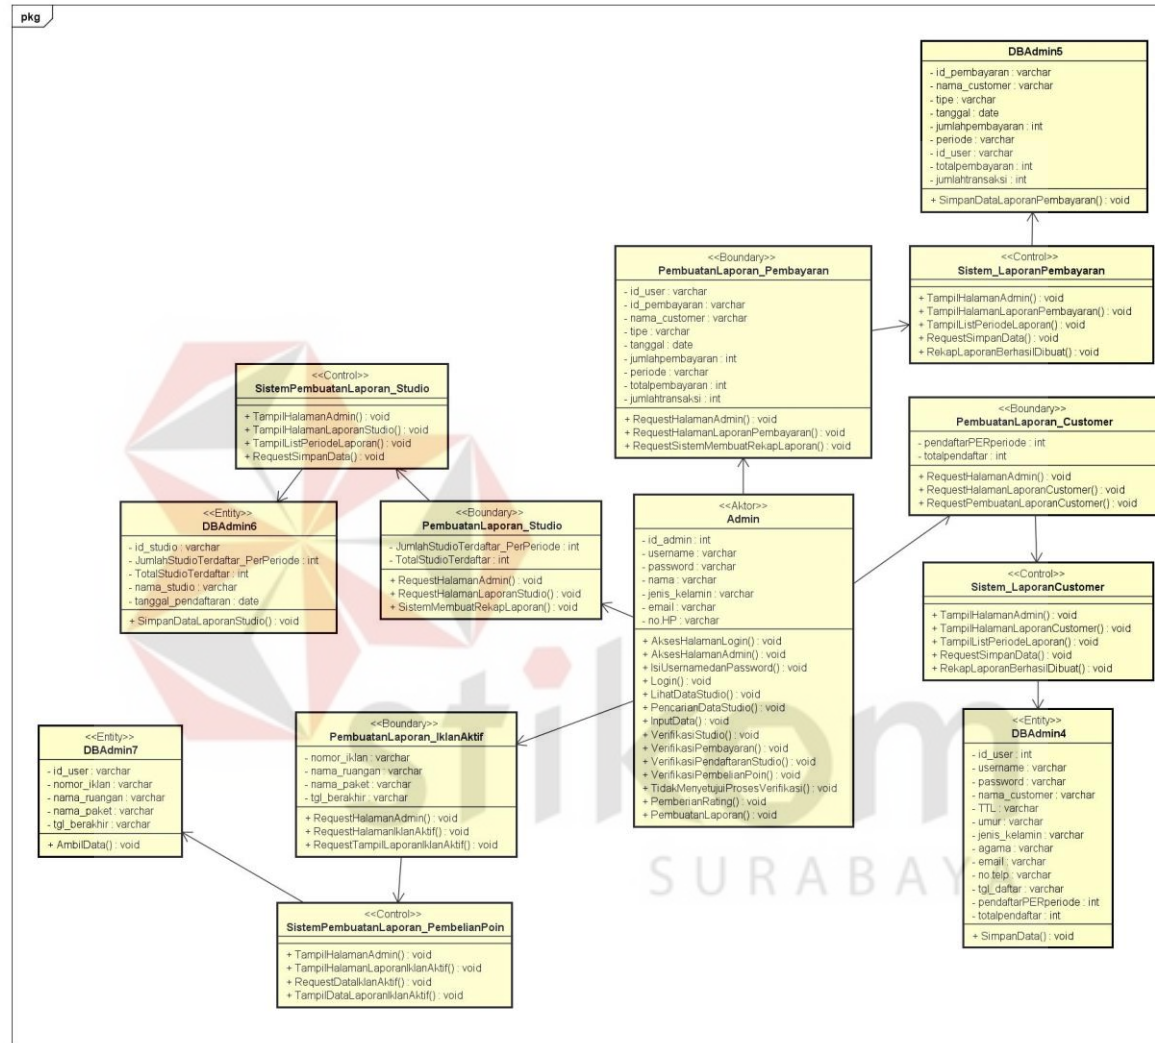 pkg
DBAdmin5
- id_pembayaran : varchar
- nama_customer : varchar
- tipe : varchar
- tanggal : date
- jumlahpembayaran : int
- periode : varchar
- id_user : varchar
- totalpembayaran : int
- jumlahtransaksi : int
+ SimpanDataLaporanPembayaran() : void
<<Boundary>>
PembuatanLaporan_Pembayaran
- id_user : varchar
- id_pembayaran : varchar
- nama_customer : varchar
- tipe : varchar
- tanggal : date
- jumlahpembayaran : int
- periode : varchar
- totalpembayaran : int
- jumlahtransaksi : int
+ RequestHalamanAdmin() : void
+ RequestHalamanLaporanPembayaran() : void
+ RequestSistemMembuatRekapLaporan() : void
<<Control>>
Sistem_LaporanPembayaran
+ TampilHalamanAdmin() : void
+ TampilHalamanLaporanPembayaran() : void
+ TampilListPeriodeLaporan() : void
+ RequestSimpanData() : void
+ RekapLaporanBerhasilDibuat() : void
<<Control>>
SistemPembuatanLaporan_Studio
+ TampilHalamanAdmin() : void
+ TampilHalamanLaporanStudio() : void
+ TampilListPeriodeLaporan() : void
+ RequestSimpanData() : void
<<Boundary>>
PembuatanLaporan_Customer
- pendaftarPERperiode : int
- totalpendaftar : int
+ RequestHalamanAdmin() : void
+ RequestHalamanLaporanCustomer() : void
+ RequestPembuatanLaporanCustomer() : void
<<Entity>>
DBAdmin6
- id_studio : varchar
- JumlahStudioTerdaftar_PerPeriode : int
- TotalStudioTerdaftar : int
- nama_studio : varchar
- tanggal_pendaftaran : date
+ SimpanDataLaporanStudio() : void
<<Boundary>>
PembuatanLaporan_Studio
- JumlahStudioTerdaftar_PerPeriode : int
- TotalStudioTerdaftar : int
+ RequestHalamanAdmin() : void
+ RequestHalamanLaporanStudio() : void
+ SistemMembuatRekapLaporan() : void
<<Aktor>>
Admin
- id_admin : int
- username : varchar
- password : varchar
- nama : varchar
- jenis_kelamin : varchar
- email : varchar
- no.HP : varchar
+ AksesHalamanLogin() : void
+ AksesHalamanAdmin() : void
+ IsiUsernamedanPassword() : void
+ Login() : void
+ LihatDataStudio() : void
+ PencarianDataStudio() : void
+ InputData() : void
+ VerifikasiStudio() : void
+ VerifikasiPembayaran() : void
+ VerifikasiPendaftaranStudio() : void
+ VerifikasiPembelianPoin() : void
+ TidakMenyetujuiProsesVerifikasi() : void
+ PemberianRating() : void
+ PembuatanLaporan() : void
<<Control>>
Sistem_LaporanCustomer
+ TampilHalamanAdmin() : void
+ TampilHalamanLaporanCustomer() : void
+ TampilListPeriodeLaporan() : void
+ RequestSimpanData() : void
+ RekapLaporanBerhasilDibuat() : void
<<Entity>>
DBAdmin7
- id_user : varchar
- nomor_iklan : varchar
- nama_ruangan : varchar
- nama_paket : varchar
- tgl_berakhir : varchar
+ AmbilData() : void
<<Boundary>>
PembuatanLaporan_IklanAktif
- nomor_iklan : varchar
- nama_ruangan : varchar
- nama_paket : varchar
- tgl_berakhir : varchar
+ RequestHalamanAdmin() : void
+ RequestHalamanIklanAktif() : void
+ RequestTampilLaporanIklanAktif() : void
<<Entity>>
DBAdmin4
- id_user : int
- username : varchar
- password : varchar
- nama_customer : varchar
- TTL : varchar
- umur : varchar
- jenis_kelamin : varchar
- agama : varchar
- email : varchar
- no.telp : varchar
- tgl_daftar : varchar
- pendaftarPERperiode : int
- totalpendaftar : int
+ SimpanData() : void
<<Control>>
SistemPembuatanLaporan_PembelianPoin
+ TampilHalamanAdmin() : void
+ TampilHalamanLaporanIklanAktif() : void
+ RequestDataIklanAktif() : void
+ TampilDataLaporanIklanAktif() : void
stikom
SURABAYA